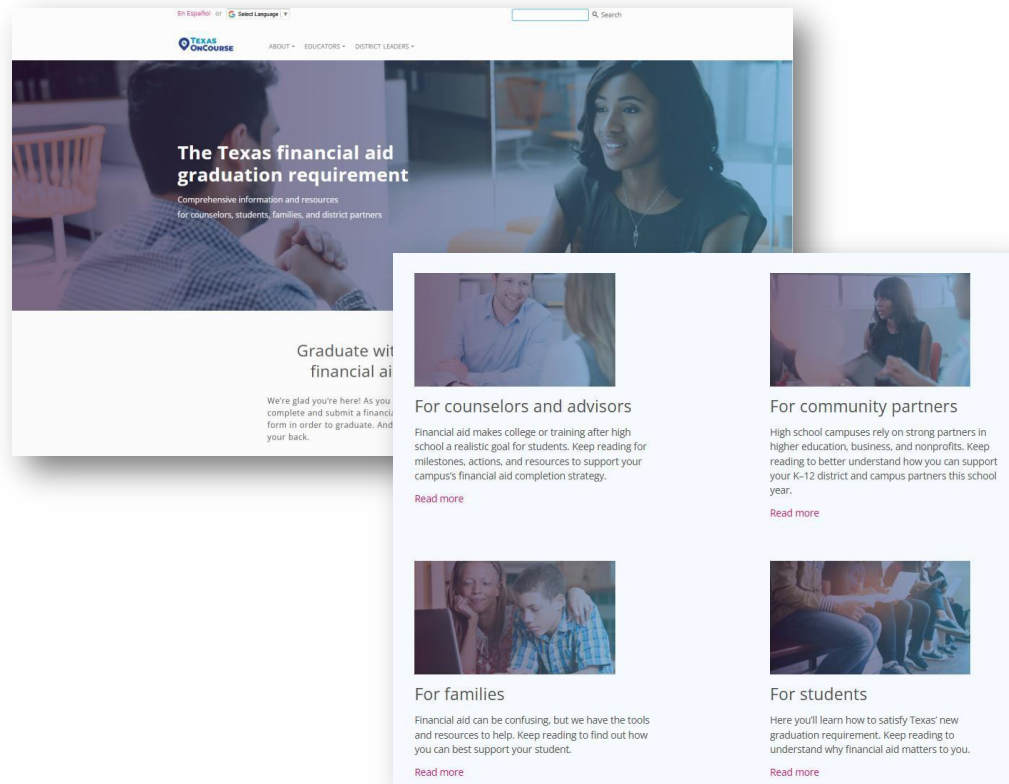 En Español or Select Language ▼
Search
TEXAS
ONCOURSE
ABOUT
EDUCATORS
DISTRICT LEADERS
The Texas financial aid
graduation requirement
Comprehensive information and resources
for counselors, students, families, and district partners
Graduate wit
financial ai
We're glad you're here! As you
complete and submit a financia
form in order to graduate. And
your back.
For counselors and advisors
Financial aid makes college or training after high
school a realistic goal for students. Keep reading for
milestones, actions, and resources to support your
campus's financial aid completion strategy.
Read more
For community partners
High school campuses rely on strong partners in
higher education, business, and nonprofits. Keep
reading to better understand how you can support
your K–12 district and campus partners this school
year.
Read more
For families
Financial aid can be confusing, but we have the tools
and resources to help. Keep reading to find out how
you can best support your student.
Read more
For students
Here you'll learn how to satisfy Texas' new
graduation requirement. Keep reading to
understand why financial aid matters to you.
Read more